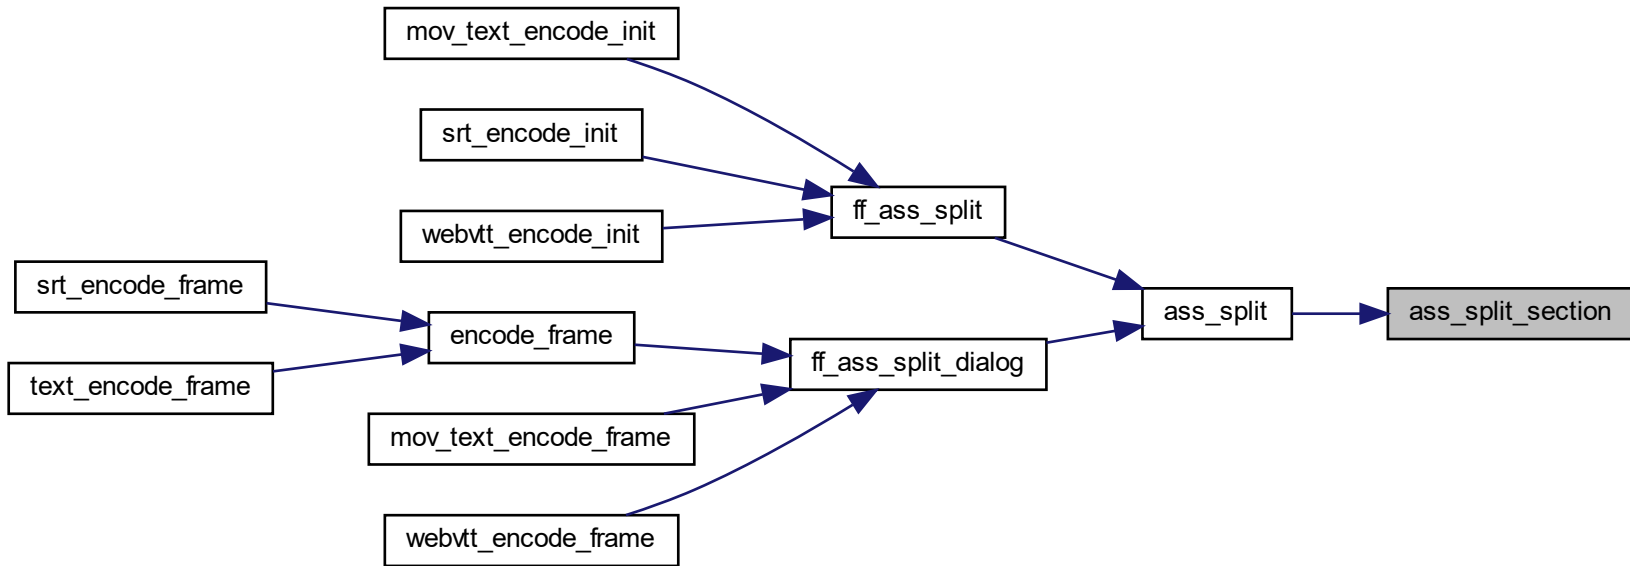 mov_text_encode_init
srt_encode_init
ff_ass_split
webvtt_encode_init
srt_encode_frame
ass_split
ass_split_section
encode_frame
ff_ass_split_dialog
text_encode_frame
mov_text_encode_frame
webvtt_encode_frame